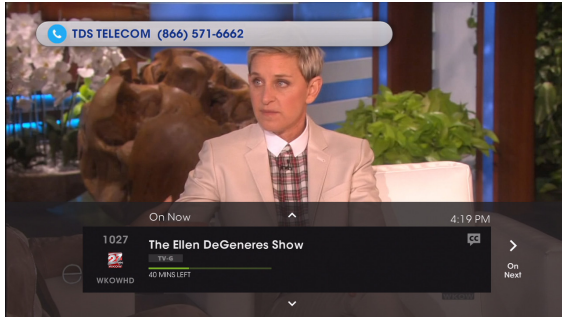 TDS TELECOM (866) 571-6662
On Now
4:19 PM
1027
27
WKOWHD
The Ellen DeGeneres Show
CC
TV-G
40 MINS LEFT
On
Next